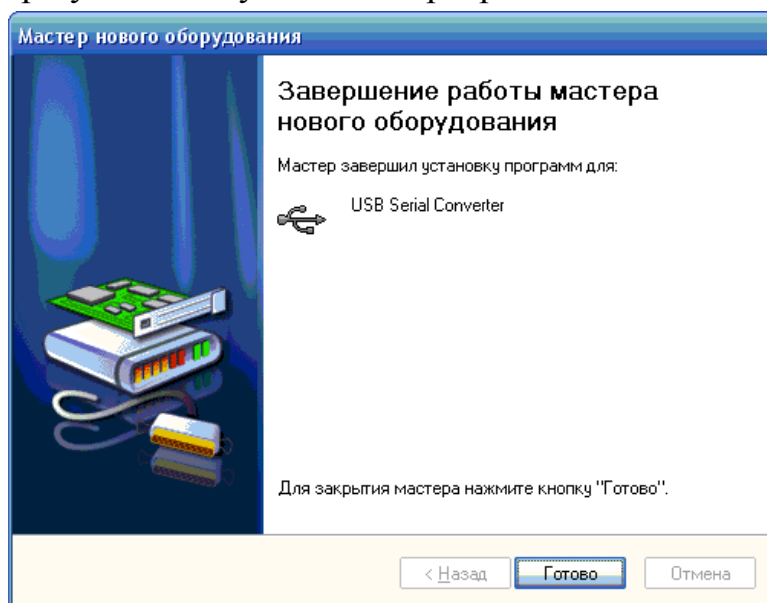 Мастер нового оборудования
Завершение работы мастера
нового оборудования
Мастер завершил установку программ для:
USB Serial Converter
Для закрытия мастера нажмите кнопку "Готово".
< Назад Готово Отмена